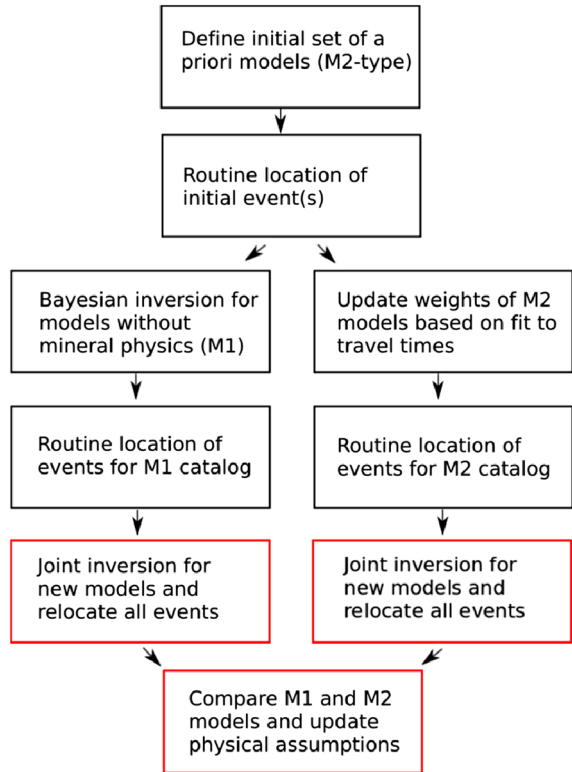 Define initial set of a
priori models (M2-type)
Routine location of
initial event(s)
Bayesian inversion for
models without
mineral physics (M1)
Update weights of M2
models based on fit to
travel times
Routine location of
events for M1 catalog
Routine location of
events for M2 catalog
Joint inversion for
new models and
relocate all events
Joint inversion for
new models and
relocate all events
Compare M1 and M2
models and update
physical assumptions